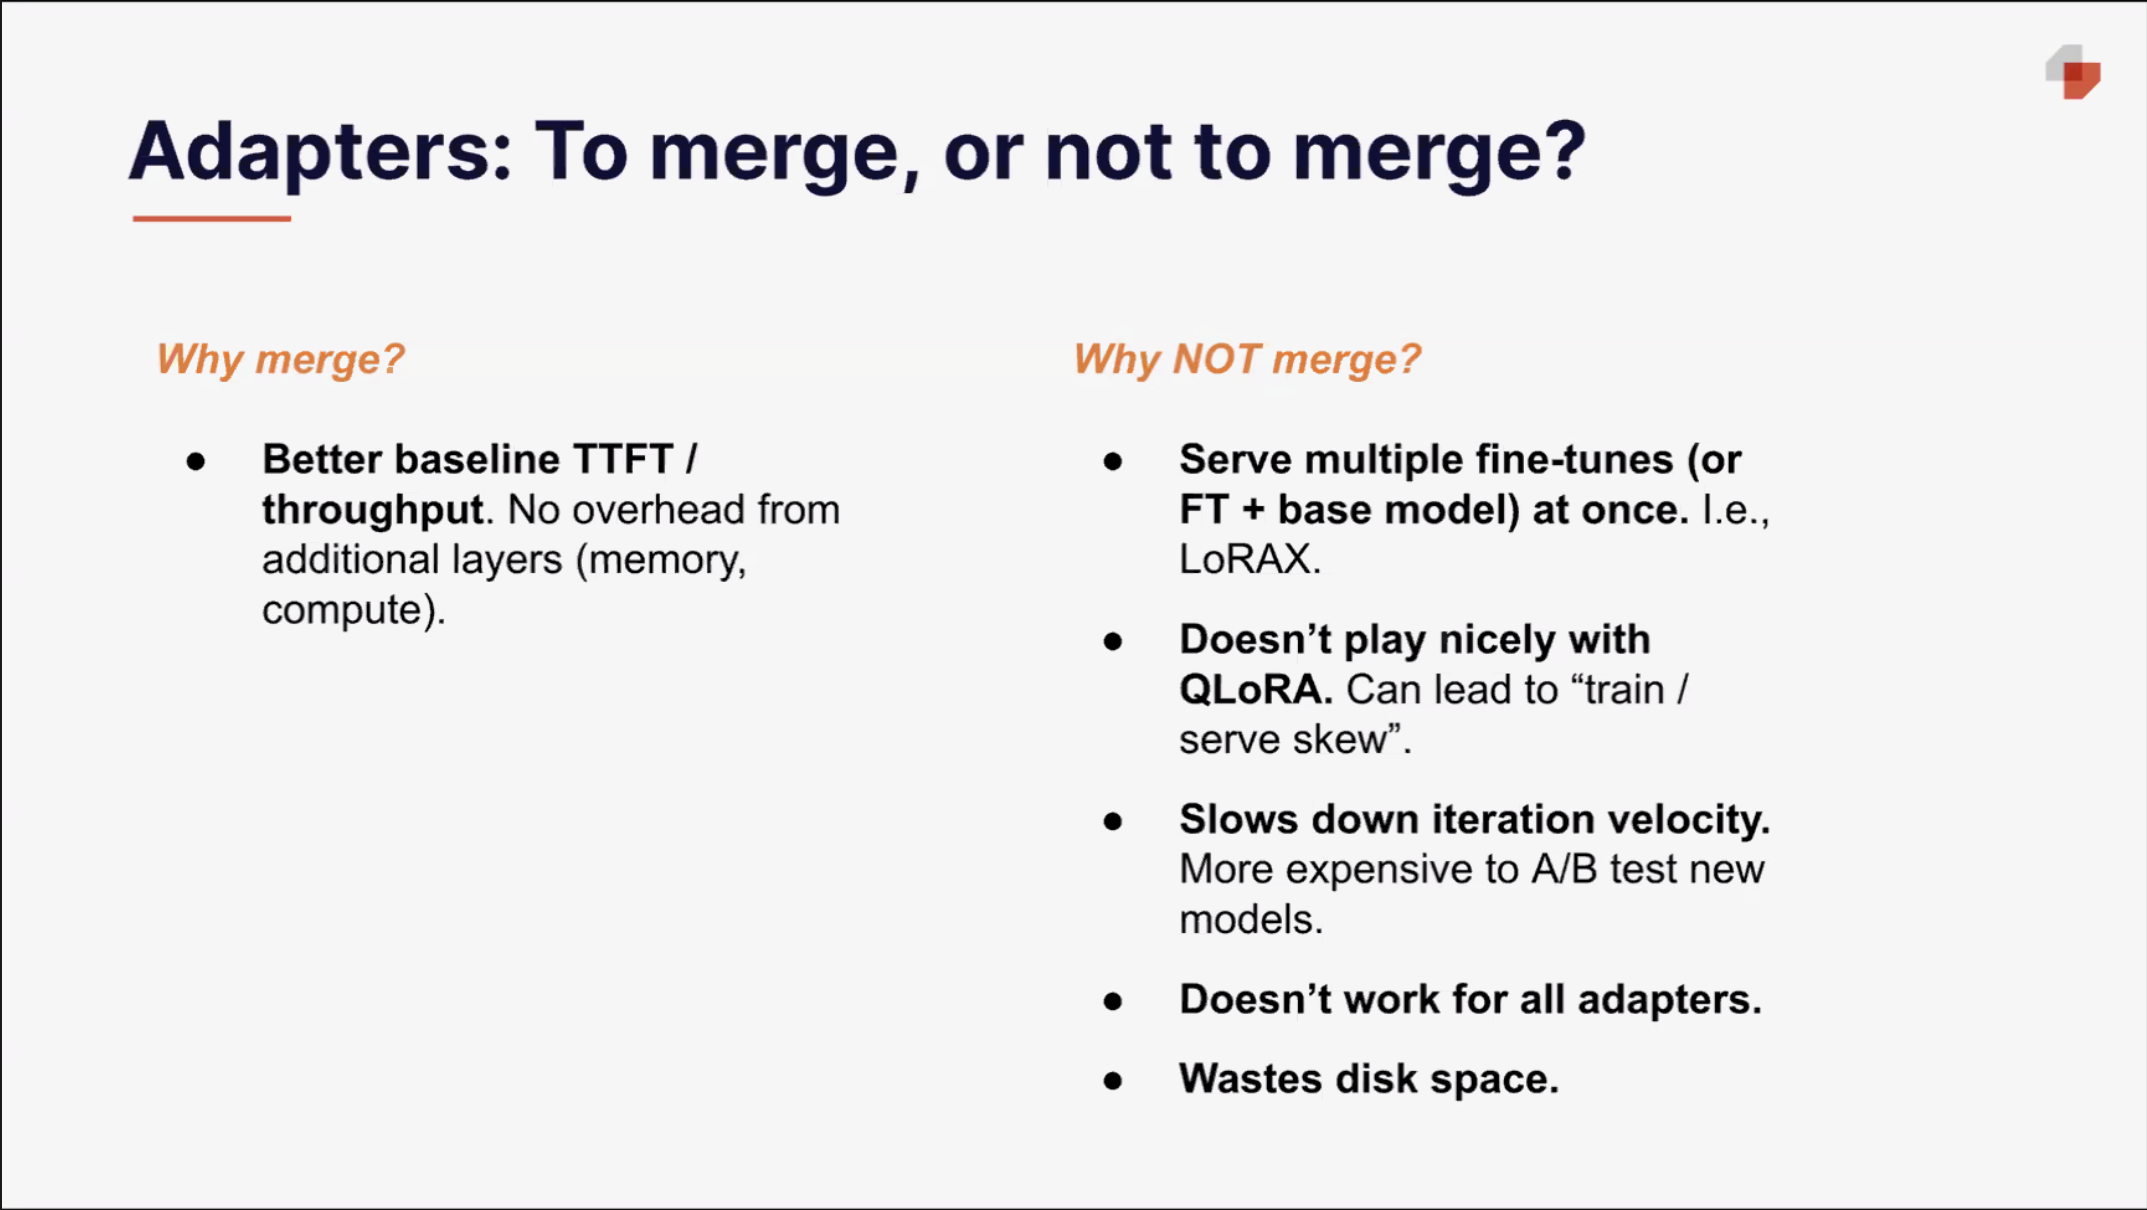 Adapters: To merge, or not to merge?
Why merge?
● Better baseline TTFT /
throughput. No overhead from
additional layers (memory,
compute).
Why NOT merge?
● Serve multiple fine-tunes (or
FT + base model) at once. I.e.,
LoRAX.
● Doesn’t play nicely with
QLoRA. Can lead to “train /
serve skew”.
● Slows down iteration velocity.
More expensive to A/B test new
models.
● Doesn’t work for all adapters.
● Wastes disk space.